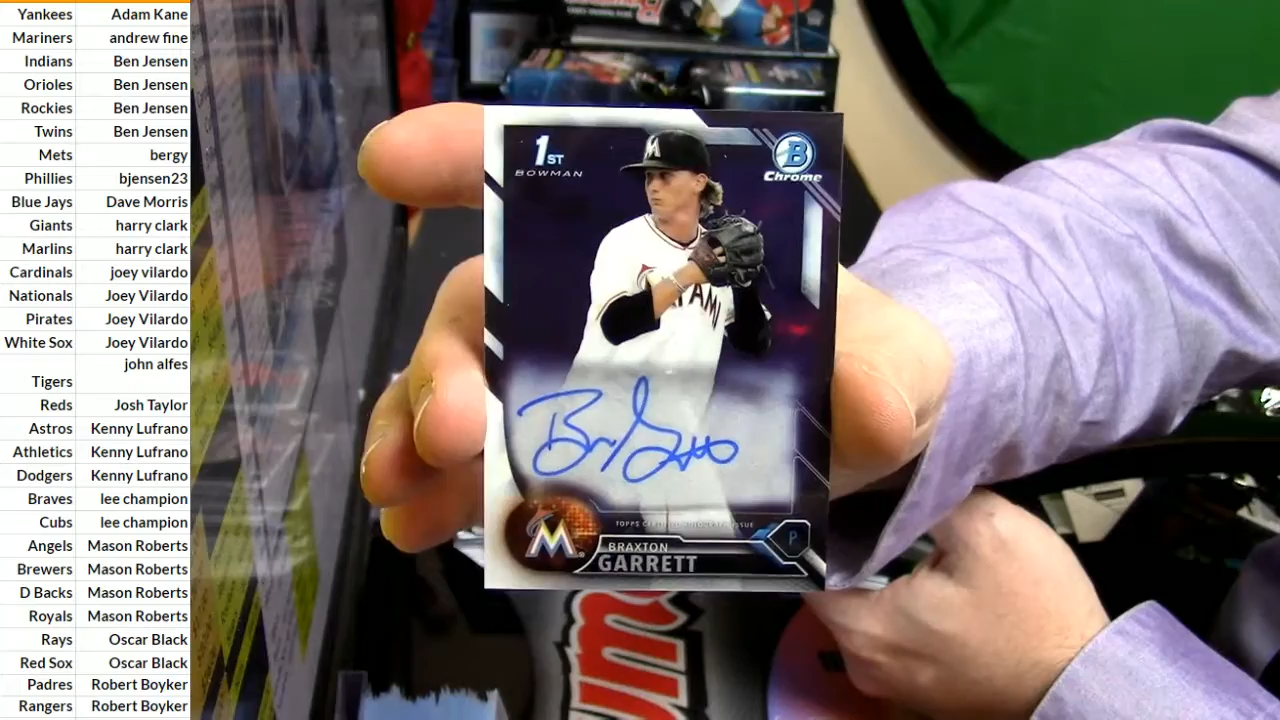 Yankees Adam Kane
Mariners andrew fine
Indians Ben Jensen
Orioles Ben Jensen
Rockies Ben Jensen
Twins Ben Jensen
Mets bergy
Phillies bjensen23
Blue Jays Dave Morris
Giants harry clark
Marlins harry clark
Cardinals joey vilardo
Nationals Joey Vilardo
Pirates Joey Vilardo
White Sox Joey Vilardo
Tigers john alfes
Reds Josh Taylor
Astros Kenny Lufrano
Athletics Kenny Lufrano
Dodgers Kenny Lufrano
Braves lee champion
Cubs lee champion
Angels Mason Roberts
Brewers Mason Roberts
D Backs Mason Roberts
Royals Mason Roberts
Rays Oscar Black
Red Sox Oscar Black
Padres Robert Boyker
Rangers Robert Boyker
1ST
BOWMAN
B
Chrome
M
TOPPS CERTIFIED AUTOGRAPH ISSUE
M
P
BRAXTON
GARRETT